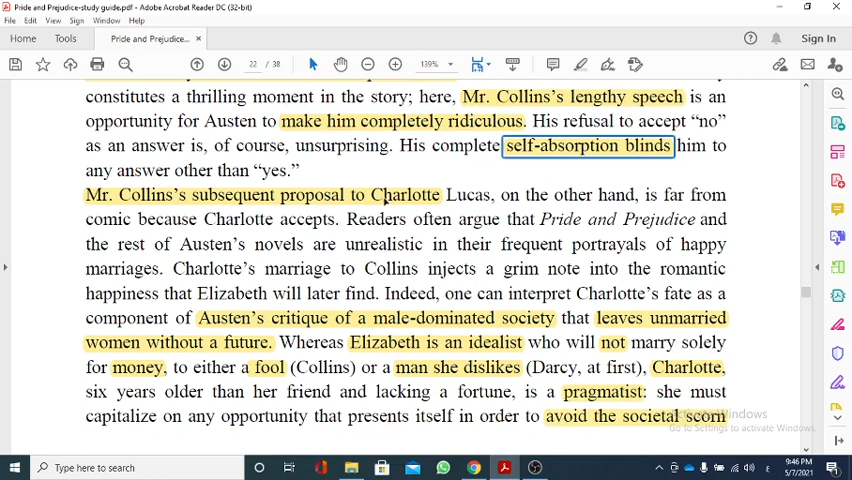 Pride and Prejudice-study guide.pdf - Adobe Acrobat Reader DC (32-bit)
File Edit View Sign Window Help
Home Tools Pride and Prejudice... × Sign In
22 / 38 139%
constitutes a thrilling moment in the story; here, Mr. Collins’s lengthy speech is an
opportunity for Austen to make him completely ridiculous. His refusal to accept “no”
as an answer is, of course, unsurprising. His complete self-absorption blinds him to
any answer other than “yes.”
Mr. Collins’s subsequent proposal to Charlotte Lucas, on the other hand, is far from
comic because Charlotte accepts. Readers often argue that Pride and Prejudice and
the rest of Austen’s novels are unrealistic in their frequent portrayals of happy
marriages. Charlotte’s marriage to Collins injects a grim note into the romantic
happiness that Elizabeth will later find. Indeed, one can interpret Charlotte’s fate as a
component of Austen’s critique of a male-dominated society that leaves unmarried
women without a future. Whereas Elizabeth is an idealist who will not marry solely
for money, to either a fool (Collins) or a man she dislikes (Darcy, at first), Charlotte,
six years older than her friend and lacking a fortune, is a pragmatist: she must
capitalize on any opportunity that presents itself in order to avoid the societal scorn
Activate Windows
Go to Settings to activate Windows.
Type here to search
9:46 PM
5/7/2021